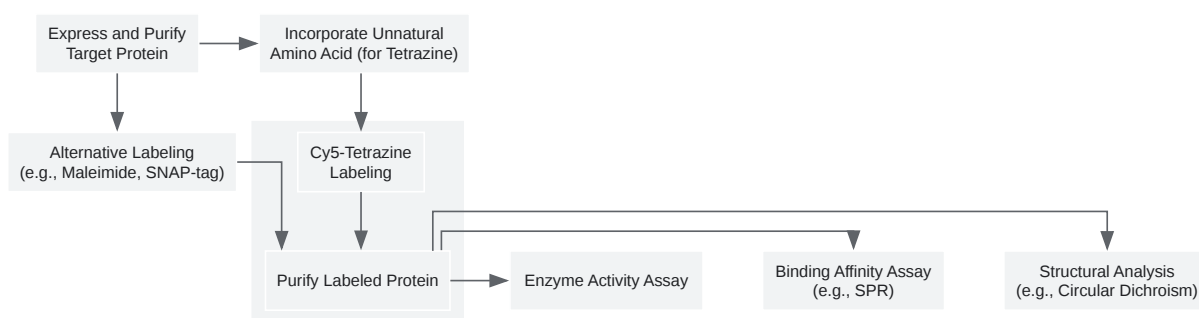 Express and Purify
Target Protein
Incorporate Unnatural
Amino Acid (for Tetrazine)
Alternative Labeling
(e.g., Maleimide, SNAP-tag)
Cy5-Tetrazine
Labeling
Purify Labeled Protein
Enzyme Activity Assay
Binding Affinity Assay
(e.g., SPR)
Structural Analysis
(e.g., Circular Dichroism)